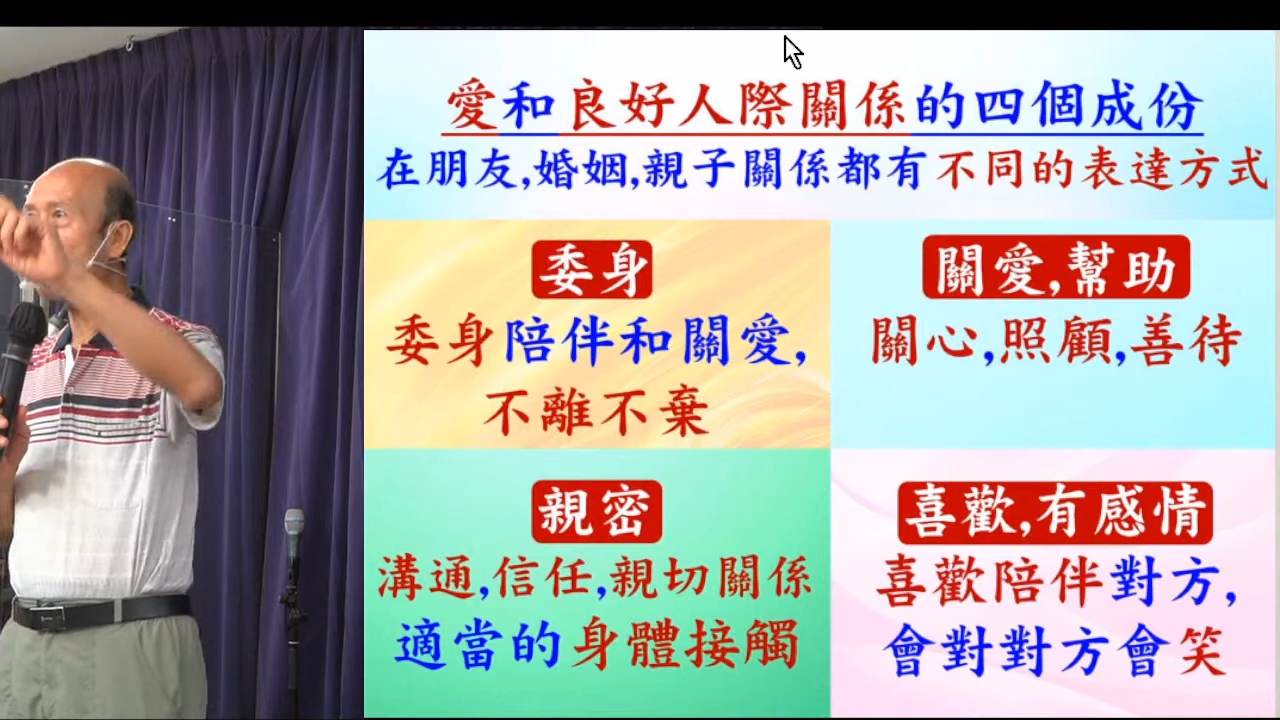 愛和良好人際關係的四個成份
在朋友,婚姻,親子關係都有不同的表達方式
委身
委身陪伴和關愛,
不離不棄
關愛,幫助
關心,照顧,善待
親密
溝通,信任,親切關係
適當的身體接觸
喜歡,有感情
喜歡陪伴對方,
會對對方會笑